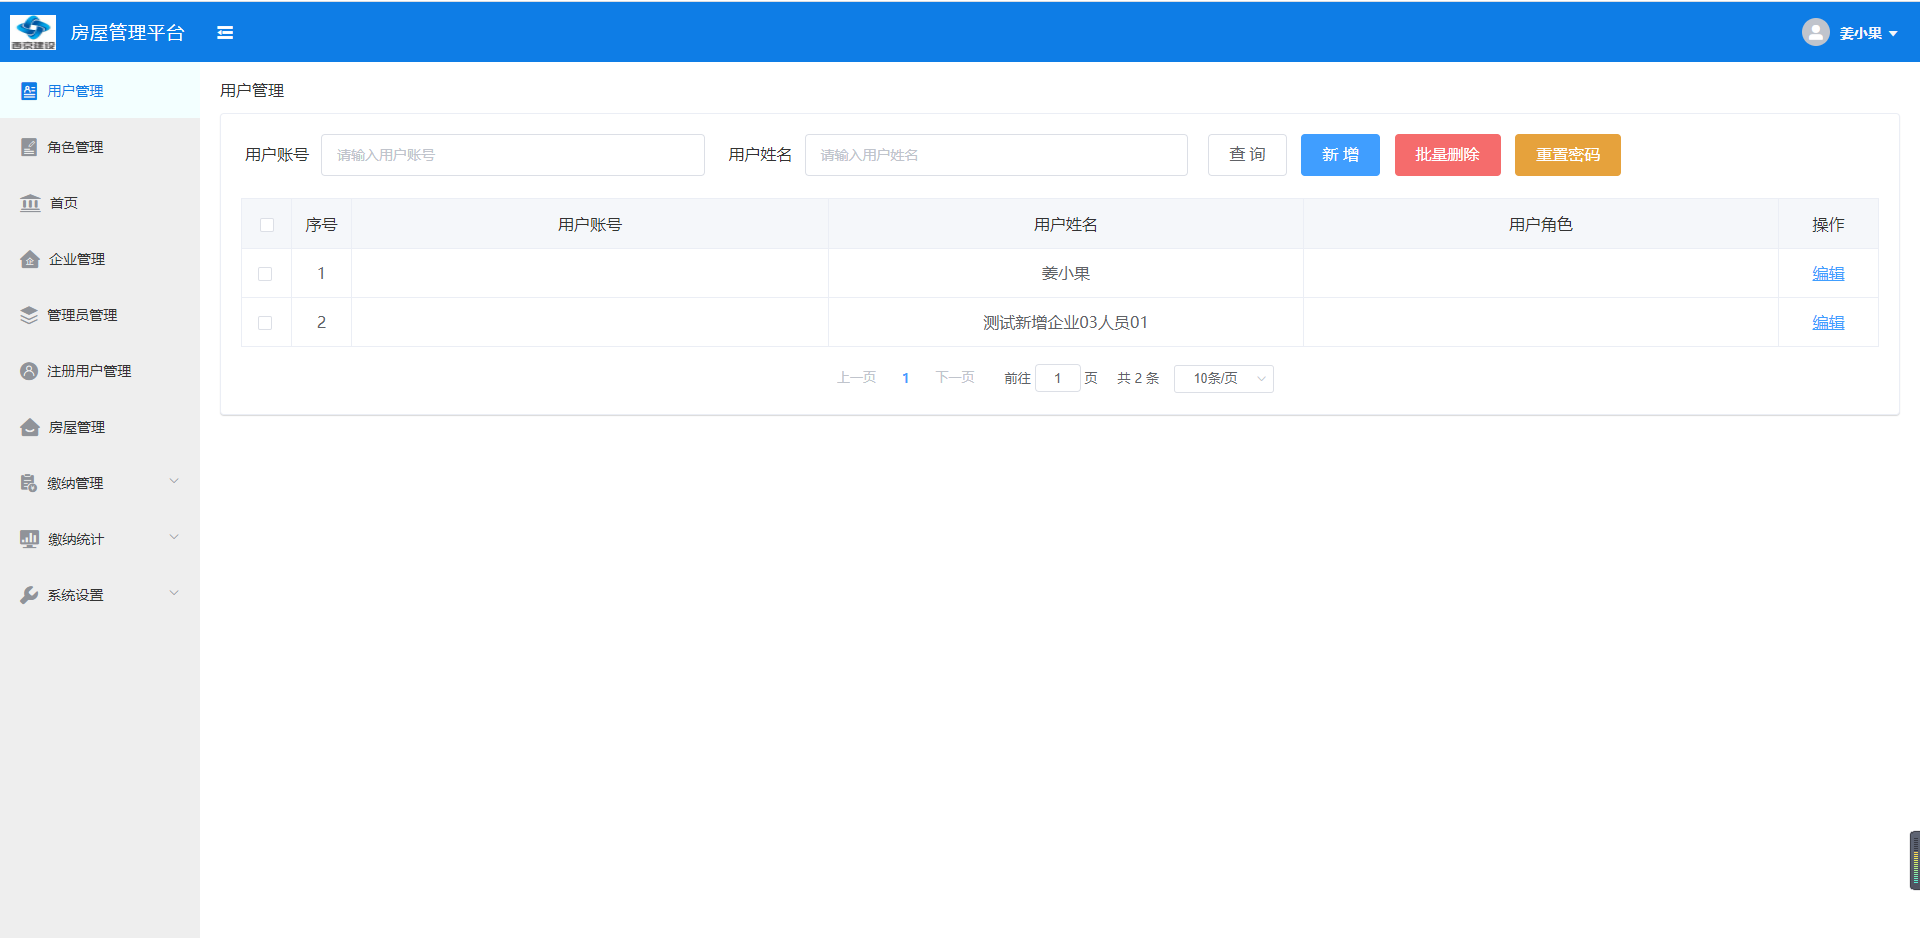 房屋管理平台
姜小果
用户管理
角色管理
首页
企业管理
管理员管理
注册用户管理
房屋管理
缴纳管理
缴纳统计
系统设置
用户管理
用户账号 请输入用户账号 用户姓名 请输入用户姓名 查 询 新 增 批量删除 重置密码
序号 用户账号 用户姓名 用户角色 操作
1 姜小果 编辑
2 测试新增企业03人员01 编辑
上一页 1 下一页 前往 1 页 共 2 条 10条/页